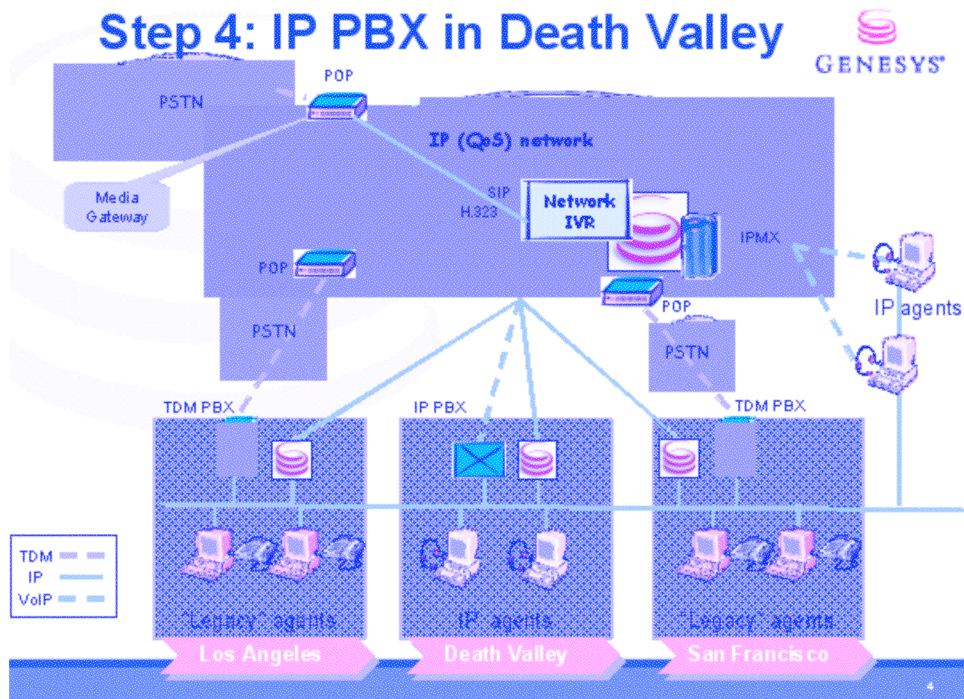 Step 4: IP PBX in Death Valley
GENESYS
POP
PSTN
IP (QoS) network
Media
Gateway
SIP
H.323
Network
IVR
IPMX
POP
POP
IP agents
PSTN
PSTN
TDM PBX
IP PBX
TDM PBX
TDM
IP
VoIP
"Legacy" agents
IP agents
"Legacy" agents
Los Angeles
Death Valley
San Francisco
4